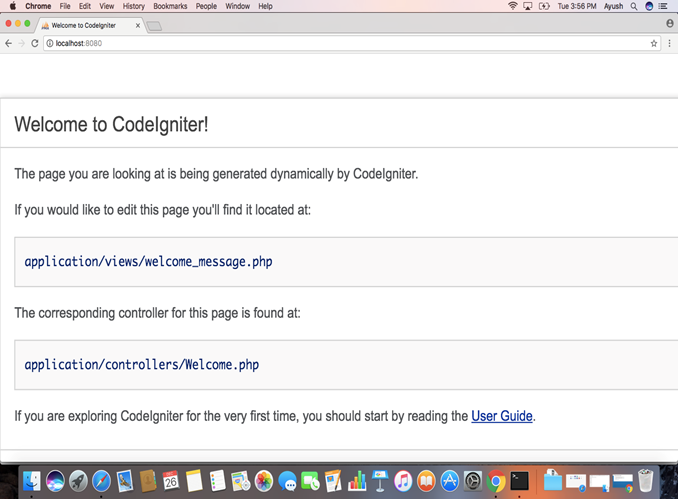 Chrome File Edit View History Bookmarks People Window Help Tue 3:56 PM Ayush
Welcome to CodeIgniter
localhost:8080
Welcome to CodeIgniter!
The page you are looking at is being generated dynamically by CodeIgniter.
If you would like to edit this page you'll find it located at:
application/views/welcome_message.php
The corresponding controller for this page is found at:
application/controllers/Welcome.php
If you are exploring CodeIgniter for the very first time, you should start by reading the User Guide.
26